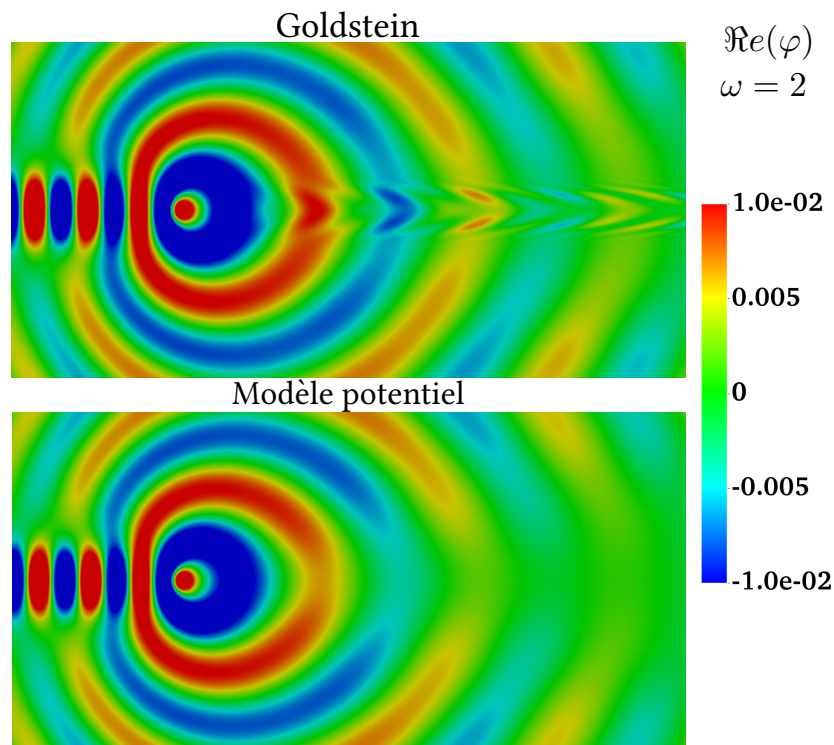 Goldstein
ℜe(φ)
ω = 2
1.0e-02
0.005
0
-0.005
-1.0e-02
Modèle potentiel